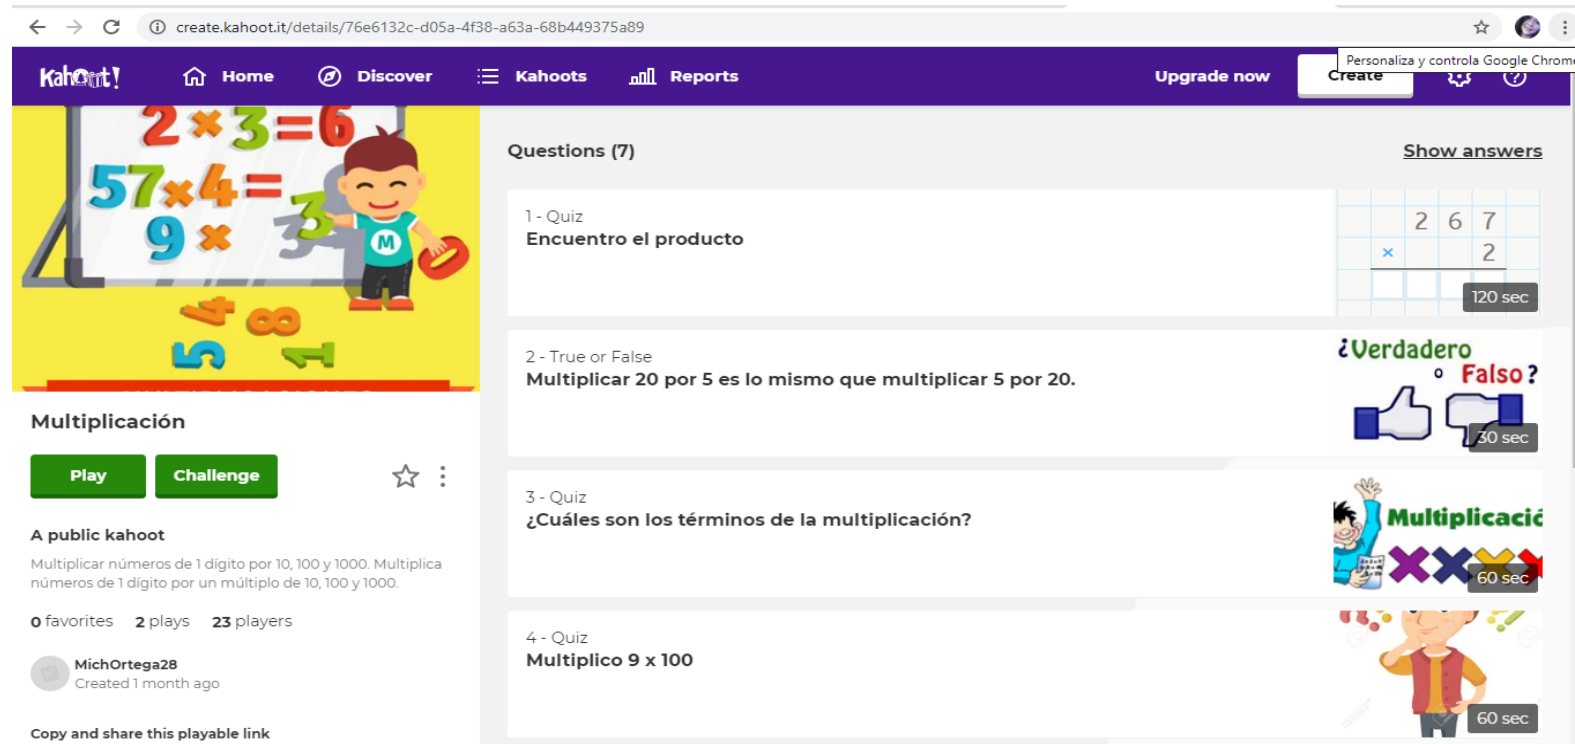 create.kahoot.it/details/76e6132c-d05a-4f38-a63a-68b449375a89
Personaliza y controla Google Chrome
Kahoot!
Home
Discover
Kahoots
Reports
Upgrade now
Create
2 × 3 = 6
57 × 4 =
9 × 3
M
5 4 8 1
Multiplicación
Play
Challenge
A public kahoot
Multiplicar números de 1 dígito por 10, 100 y 1000. Multiplica
números de 1 dígito por un múltiplo de 10, 100 y 1000.
0 favorites 2 plays 23 players
MichOrtega28
Created 1 month ago
Copy and share this playable link
Questions (7)
Show answers
1 - Quiz
Encuentro el producto
2 6 7
× 2
120 sec
2 - True or False
Multiplicar 20 por 5 es lo mismo que multiplicar 5 por 20.
¿Verdadero
o Falso?
30 sec
3 - Quiz
¿Cuáles son los términos de la multiplicación?
Multiplicació
60 sec
4 - Quiz
Multiplico 9 x 100
60 sec